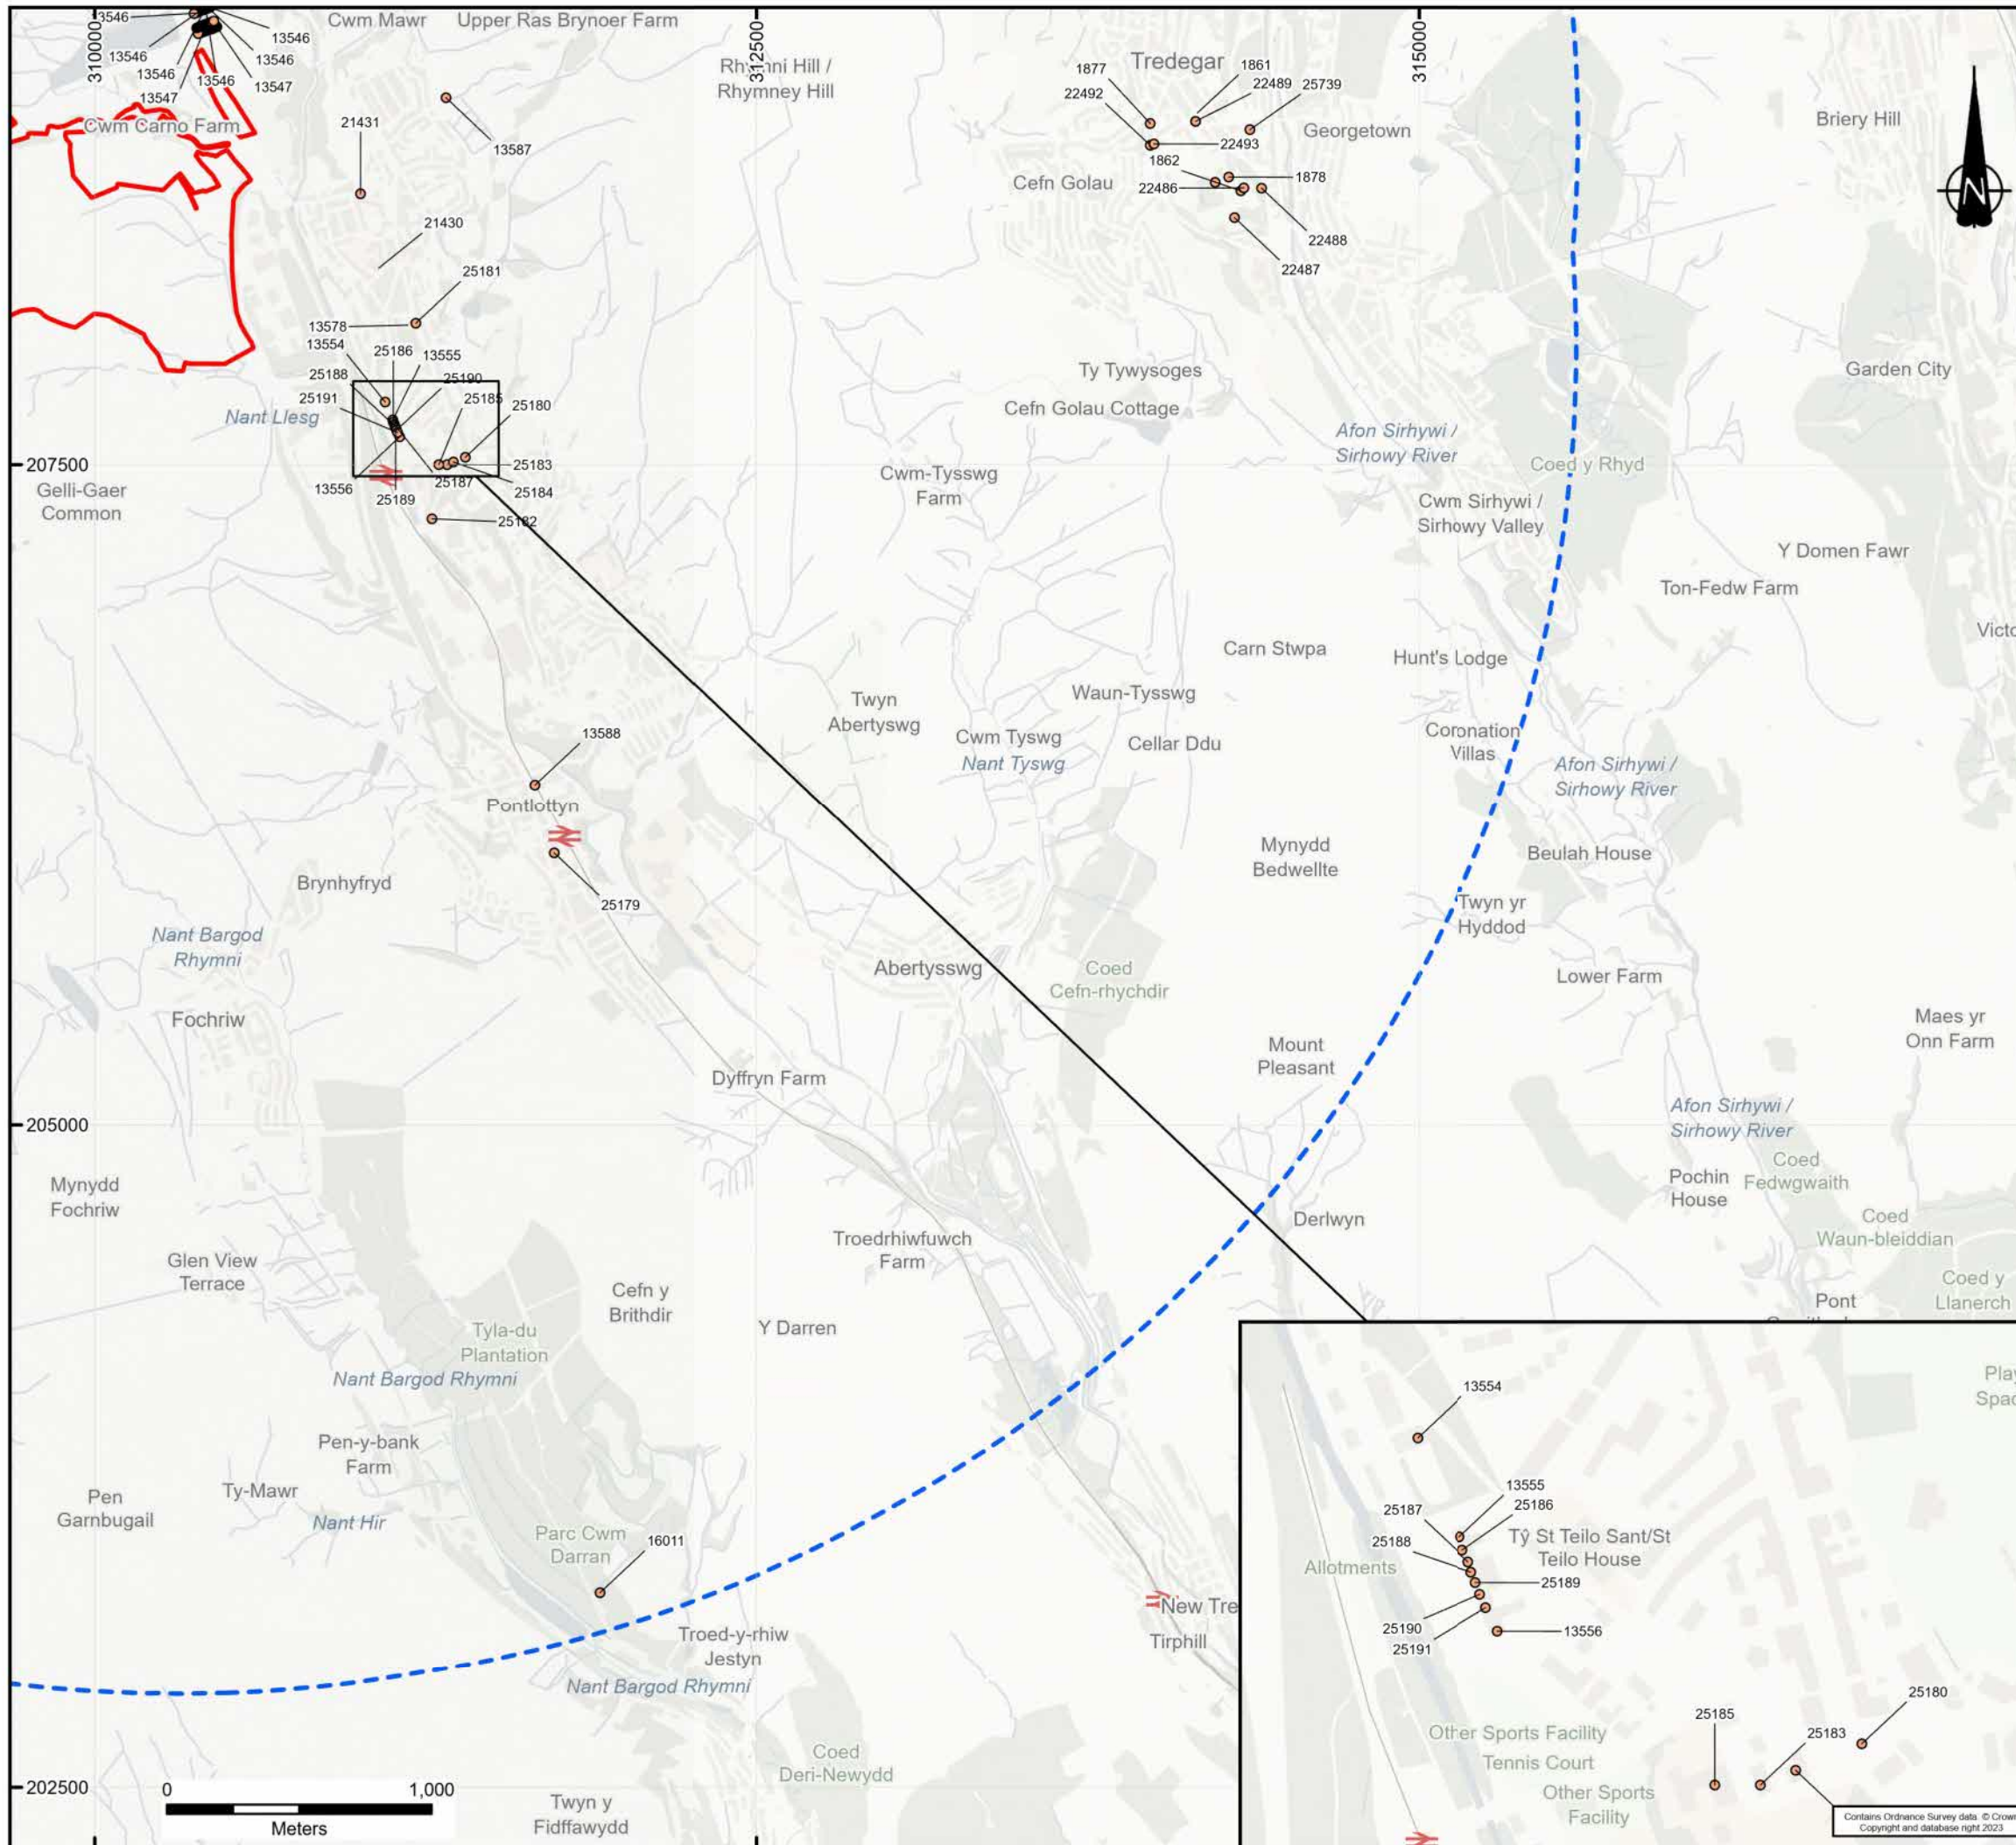 13546
310000
Cwm Mawr
Upper Ras Brynoer Farm
312500
315000
13546
13546
13546
13546
13546
13547
13547
Cwm Carno Farm
21431
13587
Rhymni Hill /
Rhymney Hill
Tredegar
1877
1861
22492
22489
25739
Georgetown
22493
1862
Cefn Golau
22486
1878
22488
22487
Briery Hill
N
21430
25181
13578
13554
25186
13555
25188
25190
25191
25185
25180
Nant Llesg
207500
25183
25187
25184
13556
25189
25182
Gelli-Gaer
Common
Ty Tywysoges
Cefn Golau Cottage
Afon Sirhywi /
Sirhowy River
Coed y Rhyd
Garden City
Cwm-Tysswg
Farm
Cwm Sirhywi /
Sirhowy Valley
Y Domen Fawr
Ton-Fedw Farm
Carn Stwpa
Hunt's Lodge
Twyn
Abertyswg
Waun-Tysswg
Cwm Tyswg
Nant Tyswg
Cellar Ddu
Coronation
Villas
Afon Sirhywi /
Sirhowy River
13588
Pontlottyn
25179
Brynhyfryd
Mynydd
Bedwellte
Beulah House
Twyn yr
Hyddod
Nant Bargod
Rhymni
Abertysswg
Coed
Cefn-rhychdir
Lower Farm
Fochriw
Mount
Pleasant
Maes yr
Onn Farm
Dyffryn Farm
205000
Afon Sirhywi /
Sirhowy River
Mynydd
Fochriw
Pochin
House
Coed
Fedwgwaith
Derlwyn
Coed
Waun-bleiddian
Troedrhiwfuwch
Farm
Glen View
Terrace
Cefn y
Brithdir
Y Darren
Coed y
Llanerch
Pont
Tyla-du
Plantation
Nant Bargod Rhymni
Pen-y-bank
Farm
Ty-Mawr
Pen
Garnbugail
Nant Hir
Parc Cwm
Darran
16011
New Tre
Tirphill
Troed-y-rhiw
Jestyn
Nant Bargod Rhymni
Coed
Deri-Newydd
202500
0
1,000
Meters
Twyn y
Fidffawydd
13554
13555
25187
25186
25188
Tŷ St Teilo Sant/St
Teilo House
Allotments
25189
25190
13556
25191
25180
25185
25183
Other Sports Facility
Tennis Court
Other Sports
Facility
Contains Ordnance Survey data. © Crown
Copyright and database right 2023